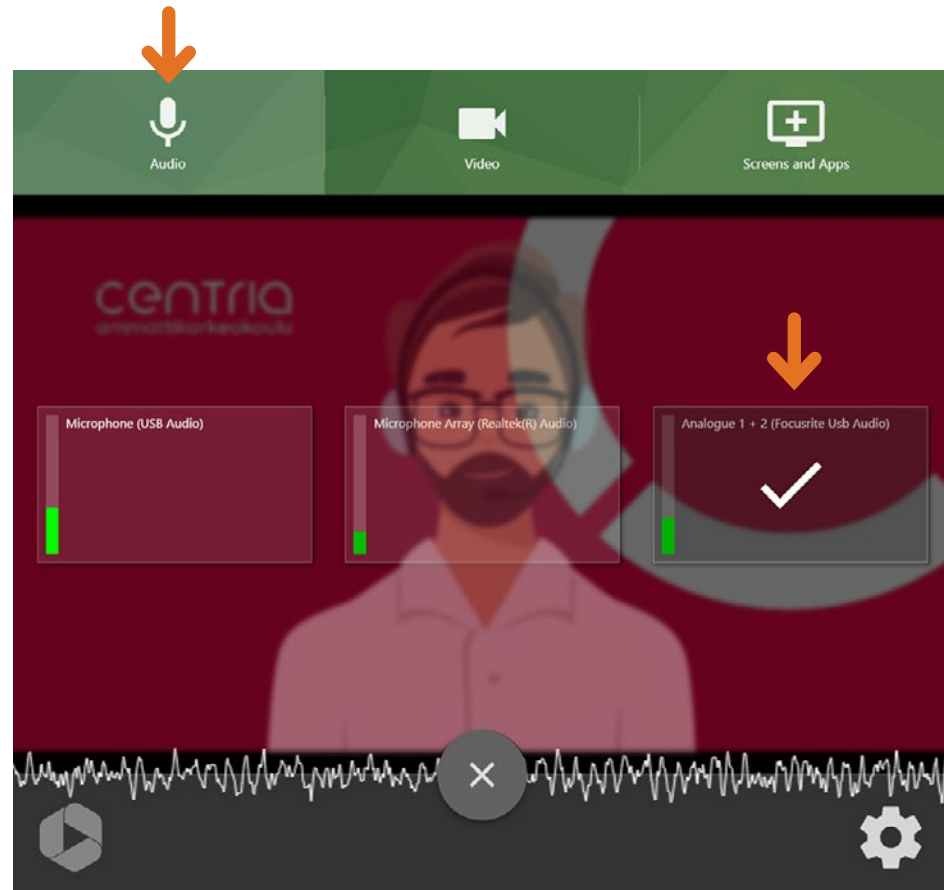 Audio
Video
Screens and Apps
centria
ammattikorkeakoulu
Microphone (USB Audio)
Microphone Array (Realtek(R) Audio)
Analogue 1 + 2 (Focusrite Usb Audio)